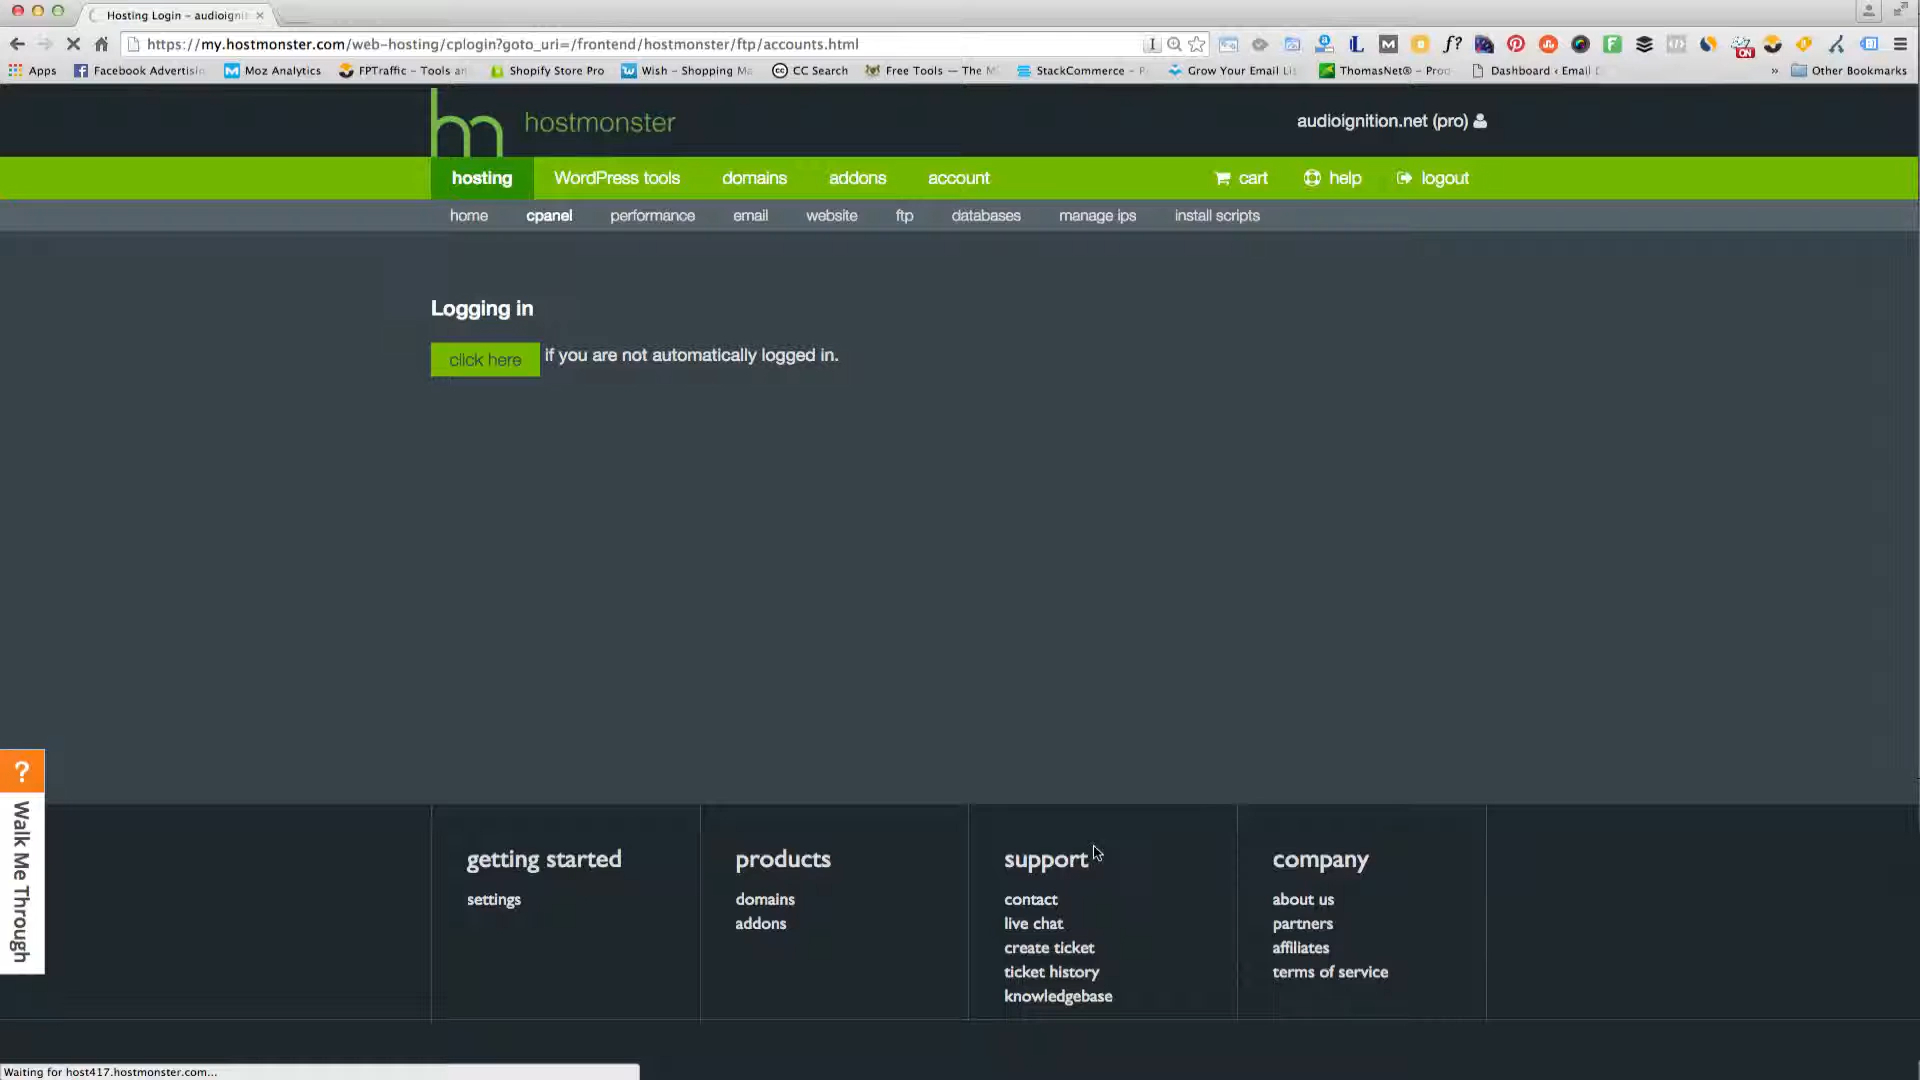 Hosting Login – audioigni
https://my.hostmonster.com/web-hosting/cplogin?goto_uri=/frontend/hostmonster/ftp/accounts.html
Apps Facebook Advertisi Moz Analytics FPTraffic – Tools an Shopify Store Pro Wish – Shopping Ma CC Search Free Tools — The M StackCommerce – P Grow Your Email Li ThomasNet® – Prod Dashboard ‹ Email » Other Bookmarks
hostmonster
audioignition.net (pro)
hosting WordPress tools domains addons account cart help logout
home cpanel performance email website ftp databases manage ips install scripts
Logging in
click here if you are not automatically logged in.
?
Walk Me Through
getting started
settings
products
domains
addons
support
contact
live chat
create ticket
ticket history
knowledgebase
company
about us
partners
affiliates
terms of service
Waiting for host417.hostmonster.com...